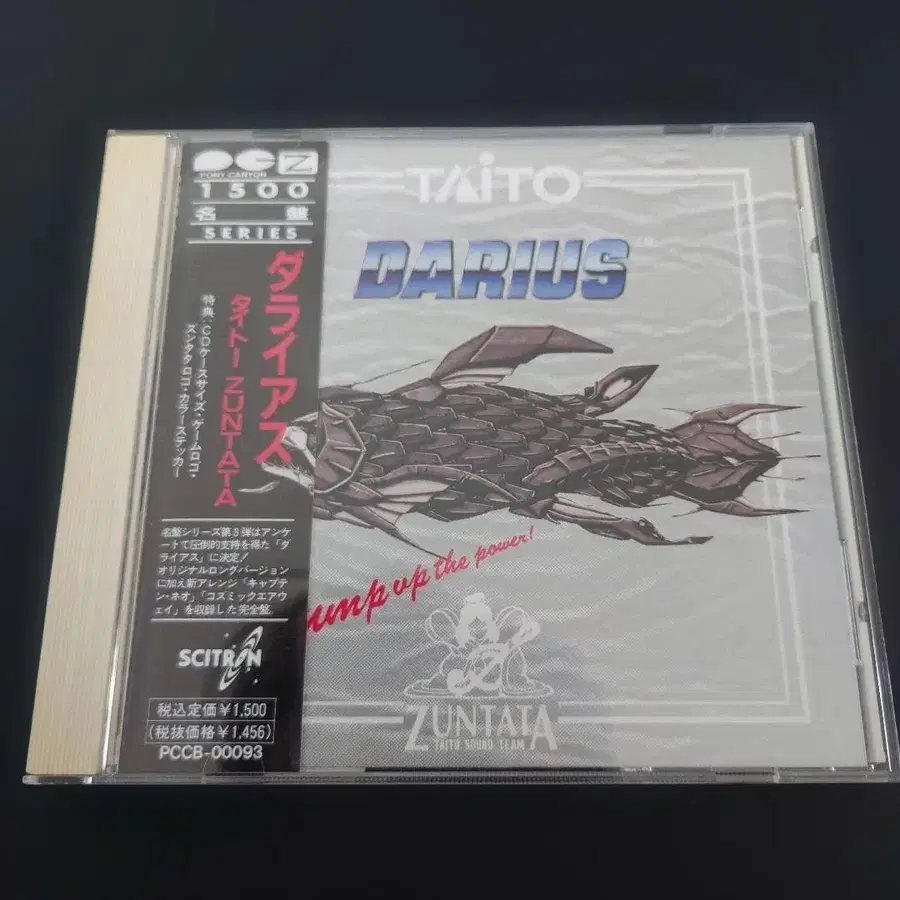 PONY CANYON
1500
名盤
SERIES
ダライアス
タイトー ZUNTATA
特典:CDケースサイズ・ゲームロゴ・
ズンタタロゴ・カラーステッカー
名盤シリーズ第8弾はアンケ
ートで圧倒的支持を得た「ダ
ライアス」に決定!
オリジナルロングバージョン
に加え新アレンジ「キャプテ
ン・ネオ」「コスミックエアウ
ェイ」を収録した完全盤。
SCITRON
税込定価¥1,500
(税抜価格¥1,456)
PCCB-00093
TAITO
DARIUS
ump up the power!
ZUNTATA
TAITO SOUND TEAM